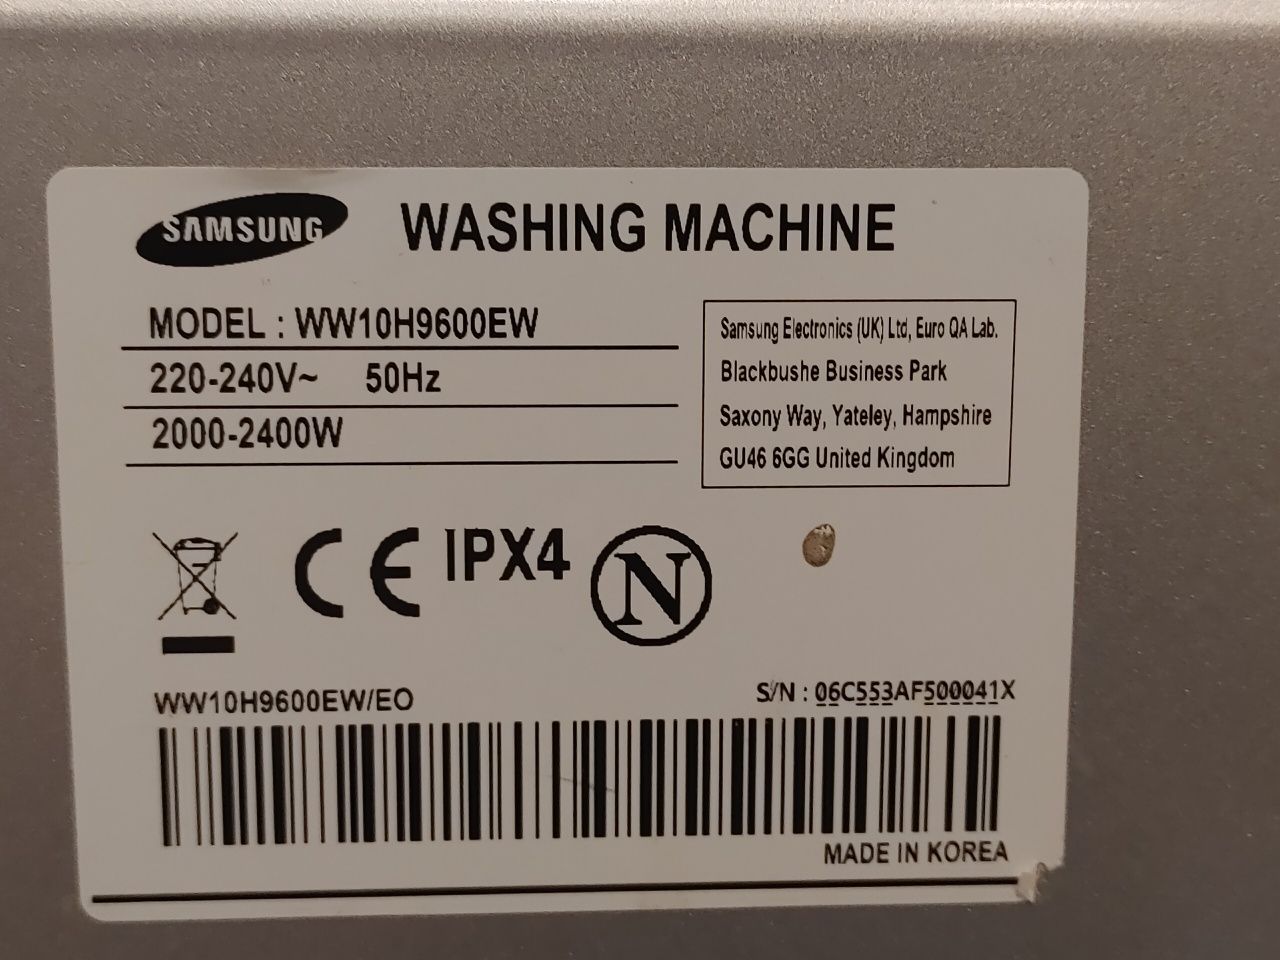 SAMSUNG WASHING MACHINE
MODEL : WW10H9600EW
220-240V~ 50Hz
2000-2400W
Samsung Electronics (UK) Ltd, Euro QA Lab.
Blackbushe Business Park
Saxony Way, Yateley, Hampshire
GU46 6GG United Kingdom
CE IPX4 N
WW10H9600EW/EO
S/N : 06C553AF500041X
MADE IN KOREA